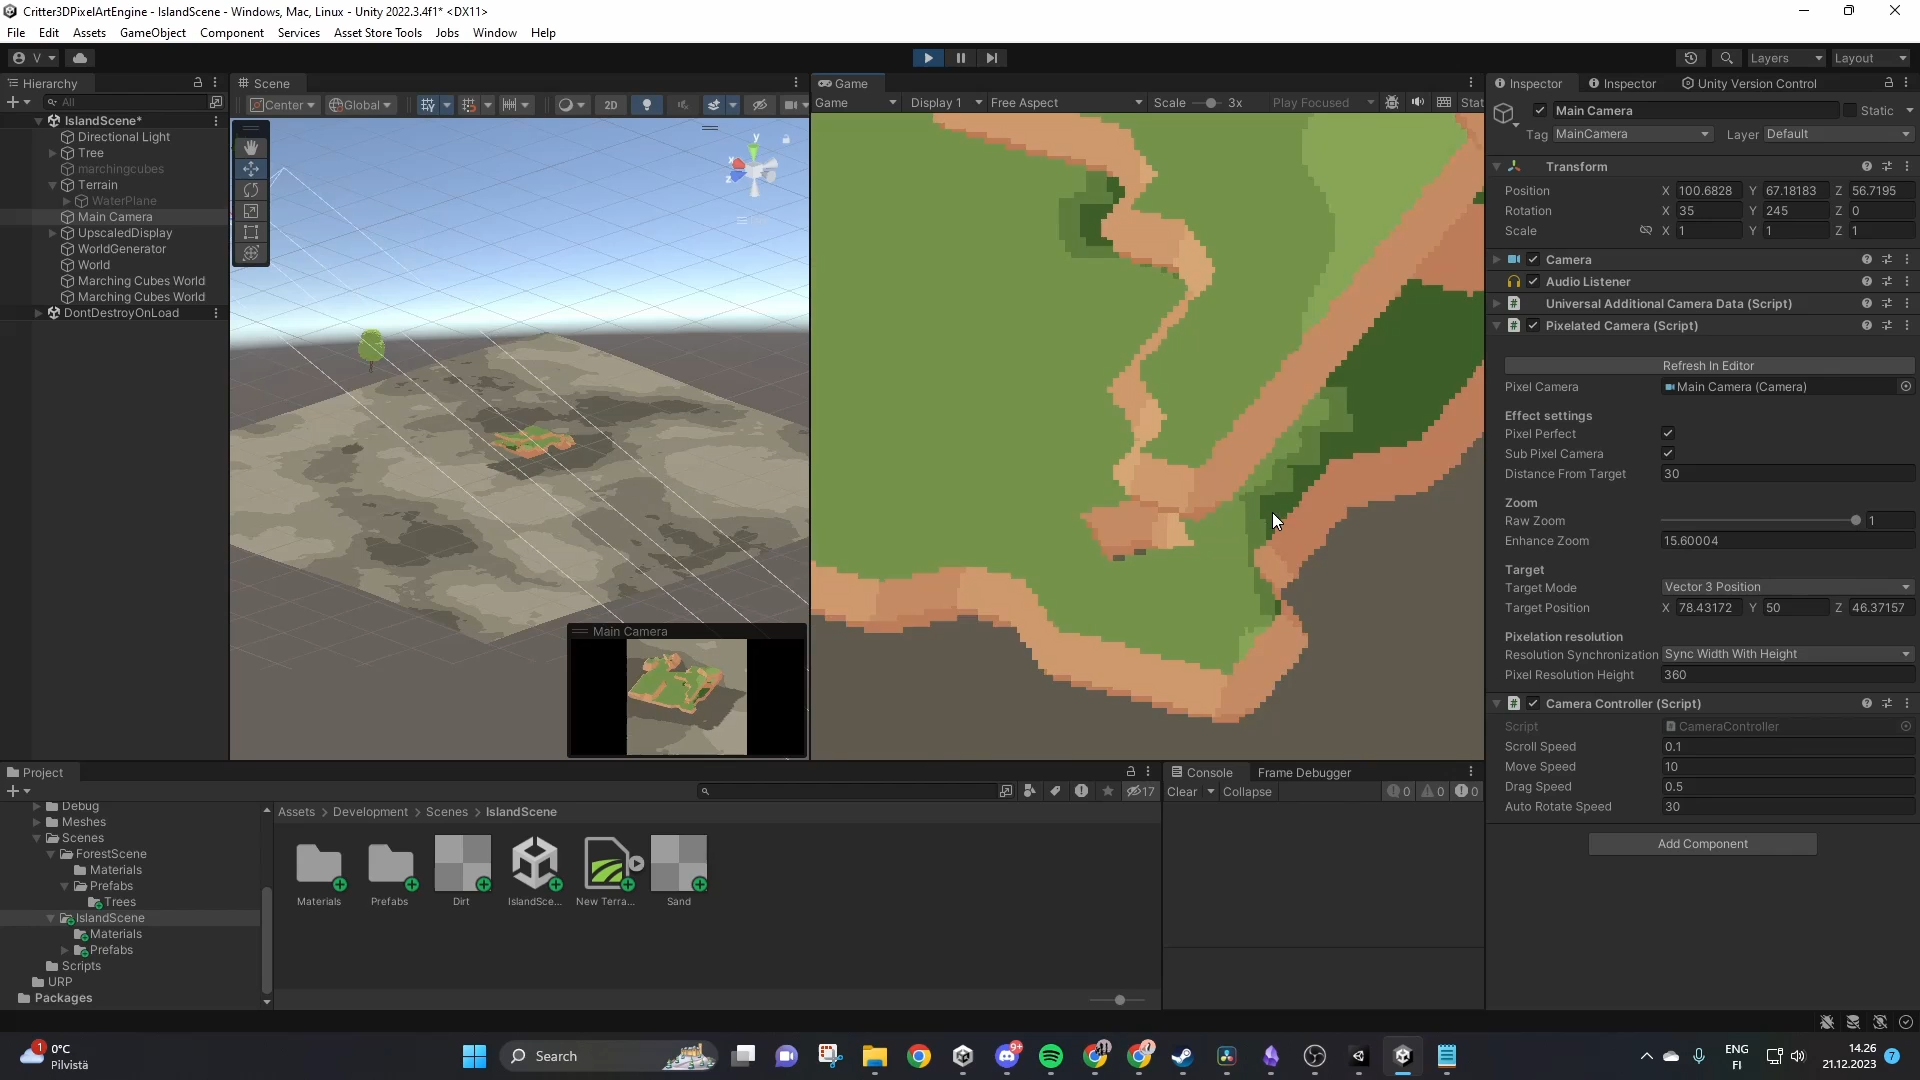 Critter3DPixelArtEngine - IslandScene - Windows, Mac, Linux - Unity 2022.3.4f1* <DX11>
File Edit Assets GameObject Component Services Asset Store Tools Jobs Window Help
V
Layers Layout
Hierarchy
All
IslandScene*
Directional Light
Tree
marchingcubes
Terrain
WaterPlane
Main Camera
UpscaledDisplay
WorldGenerator
World
Marching Cubes World
Marching Cubes World
DontDestroyOnLoad
Scene
Center Global 2D
y
x
z
Main Camera
Game
Game Display 1 Free Aspect Scale 3x Play Focused Stat
Inspector Inspector Unity Version Control
Main Camera Static
Tag MainCamera Layer Default
Transform
Position X 100.6828 Y 67.18183 Z 56.7195
Rotation X 35 Y 245 Z 0
Scale X 1 Y 1 Z 1
Camera
Audio Listener
Universal Additional Camera Data (Script)
Pixelated Camera (Script)
Refresh In Editor
Pixel Camera Main Camera (Camera)
Effect settings
Pixel Perfect
Sub Pixel Camera
Distance From Target 30
Zoom
Raw Zoom 1
Enhance Zoom 15.60004
Target
Target Mode Vector 3 Position
Target Position X 78.43172 Y 50 Z 46.37157
Pixelation resolution
Resolution Synchronization Sync Width With Height
Pixel Resolution Height 360
Camera Controller (Script)
Script CameraController
Scroll Speed 0.1
Move Speed 10
Drag Speed 0.5
Auto Rotate Speed 30
Add Component
Project
17
Debug
Meshes
Scenes
ForestScene
Materials
Prefabs
Trees
IslandScene
Materials
Prefabs
Scripts
URP
Packages
Assets > Development > Scenes > IslandScene
Materials Prefabs Dirt IslandSce... New Terra... Sand
Console Frame Debugger
Clear Collapse 0 0 0
1
0°C
Pilvistä
Search
9+
ENG
FI
14.26
21.12.2023
7